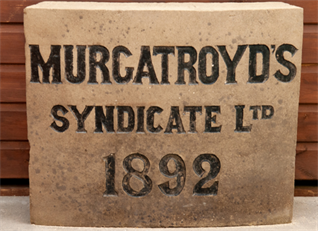 MURGATROYD'S
SYNDICATE LTD
1892